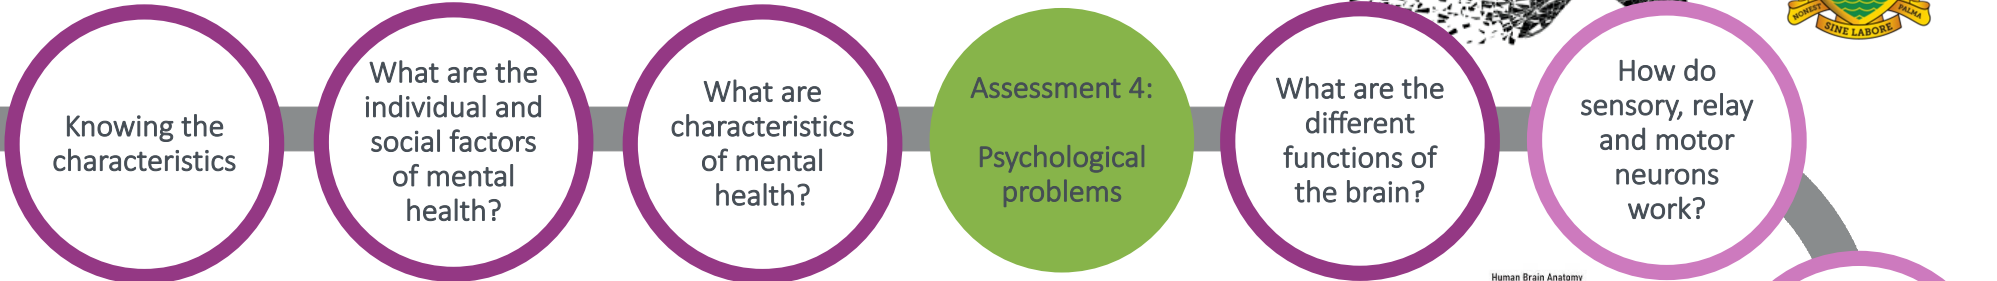 Knowing the
characteristics
What are the
individual and
social factors
of mental
health?
What are
characteristics
of mental
health?
Assessment 4:
Psychological
problems
What are the
different
functions of
the brain?
How do
sensory, relay
and motor
neurons
work?
NONEST PALMA
SINE LABORE
Human Brain Anatomy